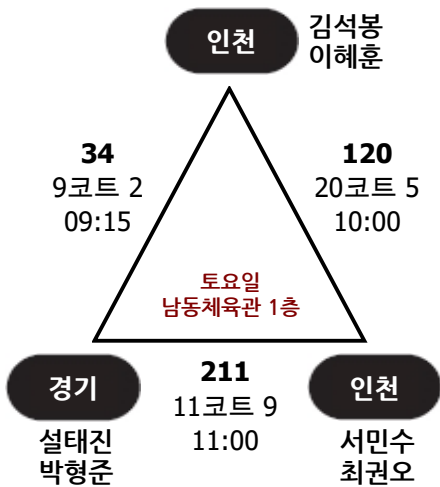 인천
김석봉
이혜훈
34
9코트 2
09:15
120
20코트 5
10:00
토요일
남동체육관 1층
경기
설태진
박형준
211
11코트 9
11:00
인천
서민수
최권오